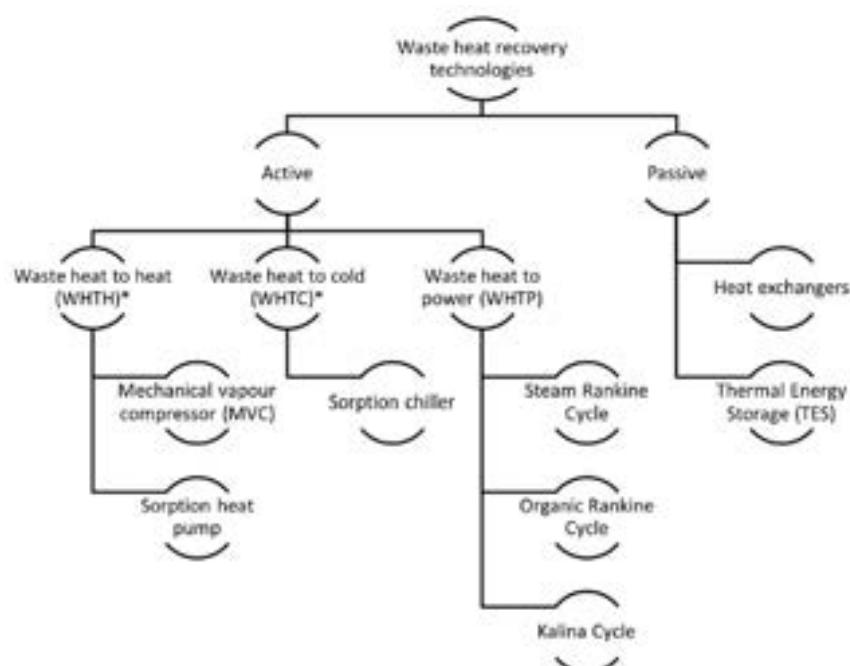 Waste heat recovery
technologies
Active
Passive
Waste heat to heat
(WHTH)*
Waste heat to cold
(WHTC)*
Waste heat to
power (WHTP)
Heat exchangers
Mechanical vapour
compressor (MVC)
Sorption chiller
Steam Rankine
Cycle
Thermal Energy
Storage (TES)
Sorption heat
pump
Organic Rankine
Cycle
Kalina Cycle